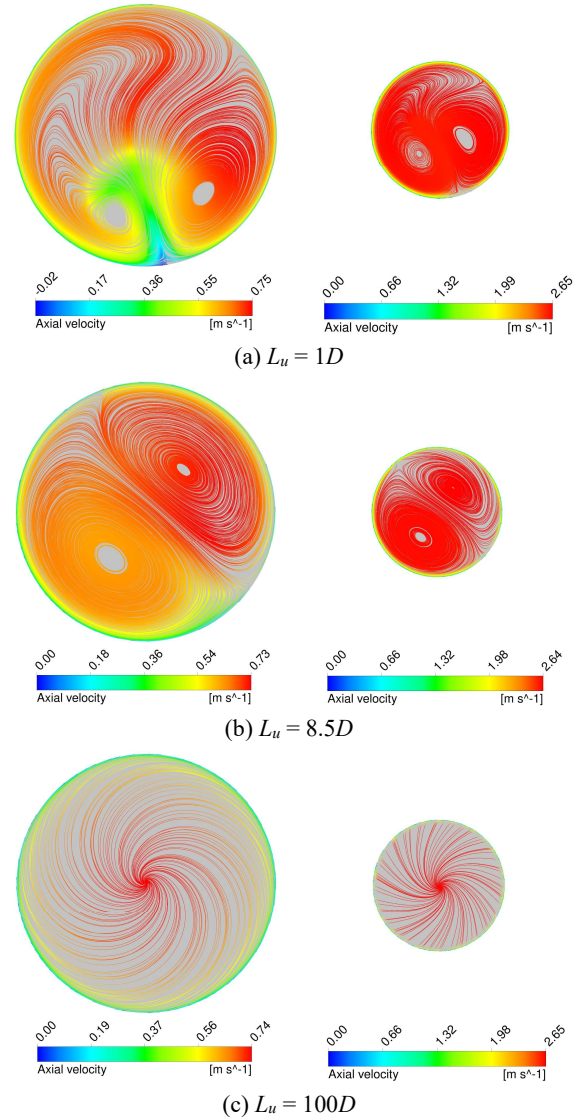 -0.02 0.17 0.36 0.55 0.75
Axial velocity [m s^-1]
0.00 0.66 1.32 1.99 2.65
Axial velocity [m s^-1]
(a) Lu = 1D
0.00 0.18 0.36 0.54 0.73
Axial velocity [m s^-1]
0.00 0.66 1.32 1.98 2.64
Axial velocity [m s^-1]
(b) Lu = 8.5D
0.00 0.19 0.37 0.56 0.74
Axial velocity [m s^-1]
0.00 0.66 1.32 1.98 2.65
Axial velocity [m s^-1]
(c) Lu = 100D